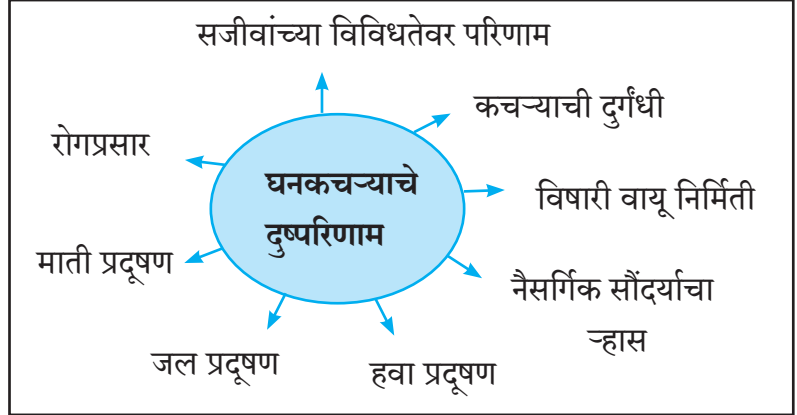 सजीवांच्या विविधतेवर परिणाम
कचऱ्याची दुर्गंधी
रोगप्रसार
घनकचऱ्याचे
दुष्परिणाम
विषारी वायू निर्मिती
माती प्रदूषण
नैसर्गिक सौंदर्याचा
ऱ्हास
जल प्रदूषण
हवा प्रदूषण